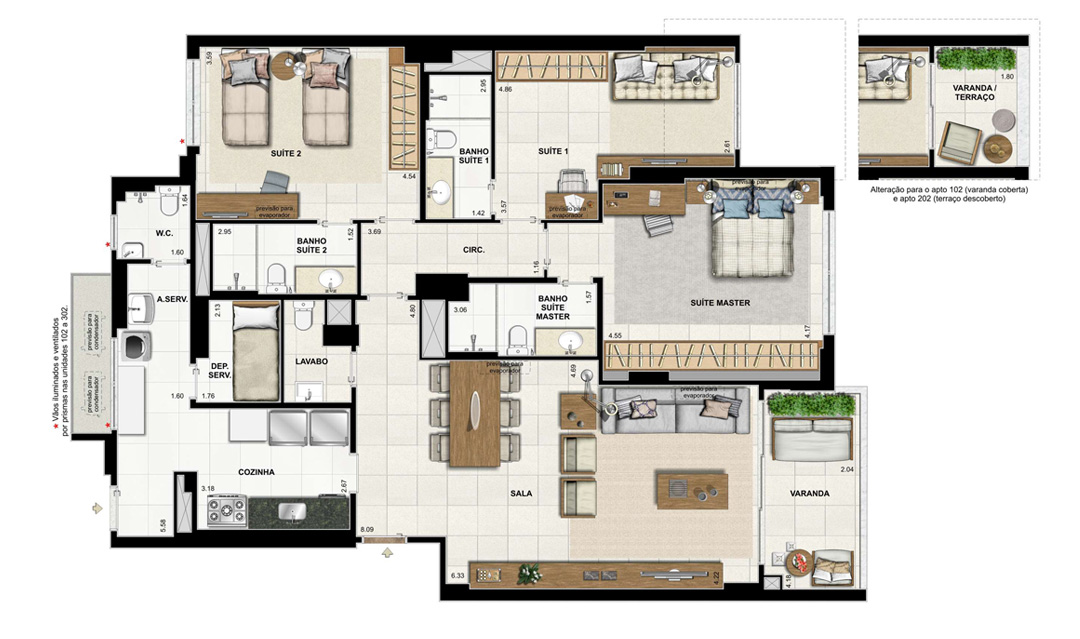 3.59
SUÍTE 2
4.54
previsão para
evaporador
2.95
BANHO
SUÍTE 1
1.42
4.86
SUÍTE 1
2.61
3.57
previsão para
evaporador
VARANDA /
TERRAÇO
1.80
Alteração para o apto 102 (varanda coberta)
e apto 202 (terraço descoberto)
1.64
W.C.
1.60
2.95
BANHO
SUÍTE 2
1.52
3.69
CIRC.
1.16
previsão para
SUÍTE MASTER
4.55
4.17
A.SERV.
2.13
DEP.
SERV.
1.76
LAVABO
4.80
3.06
BANHO
SUÍTE
MASTER
1.57
* Vãos iluminados e ventilados
por prismas nas unidades 102 a 302.
previsão para
condensador
previsão para
condensador
1.60
previsão para
evaporador
4.69
previsão para
evaporador
COZINHA
3.18
2.67
5.58
8.09
SALA
6.33
4.22
2.04
VARANDA
4.18